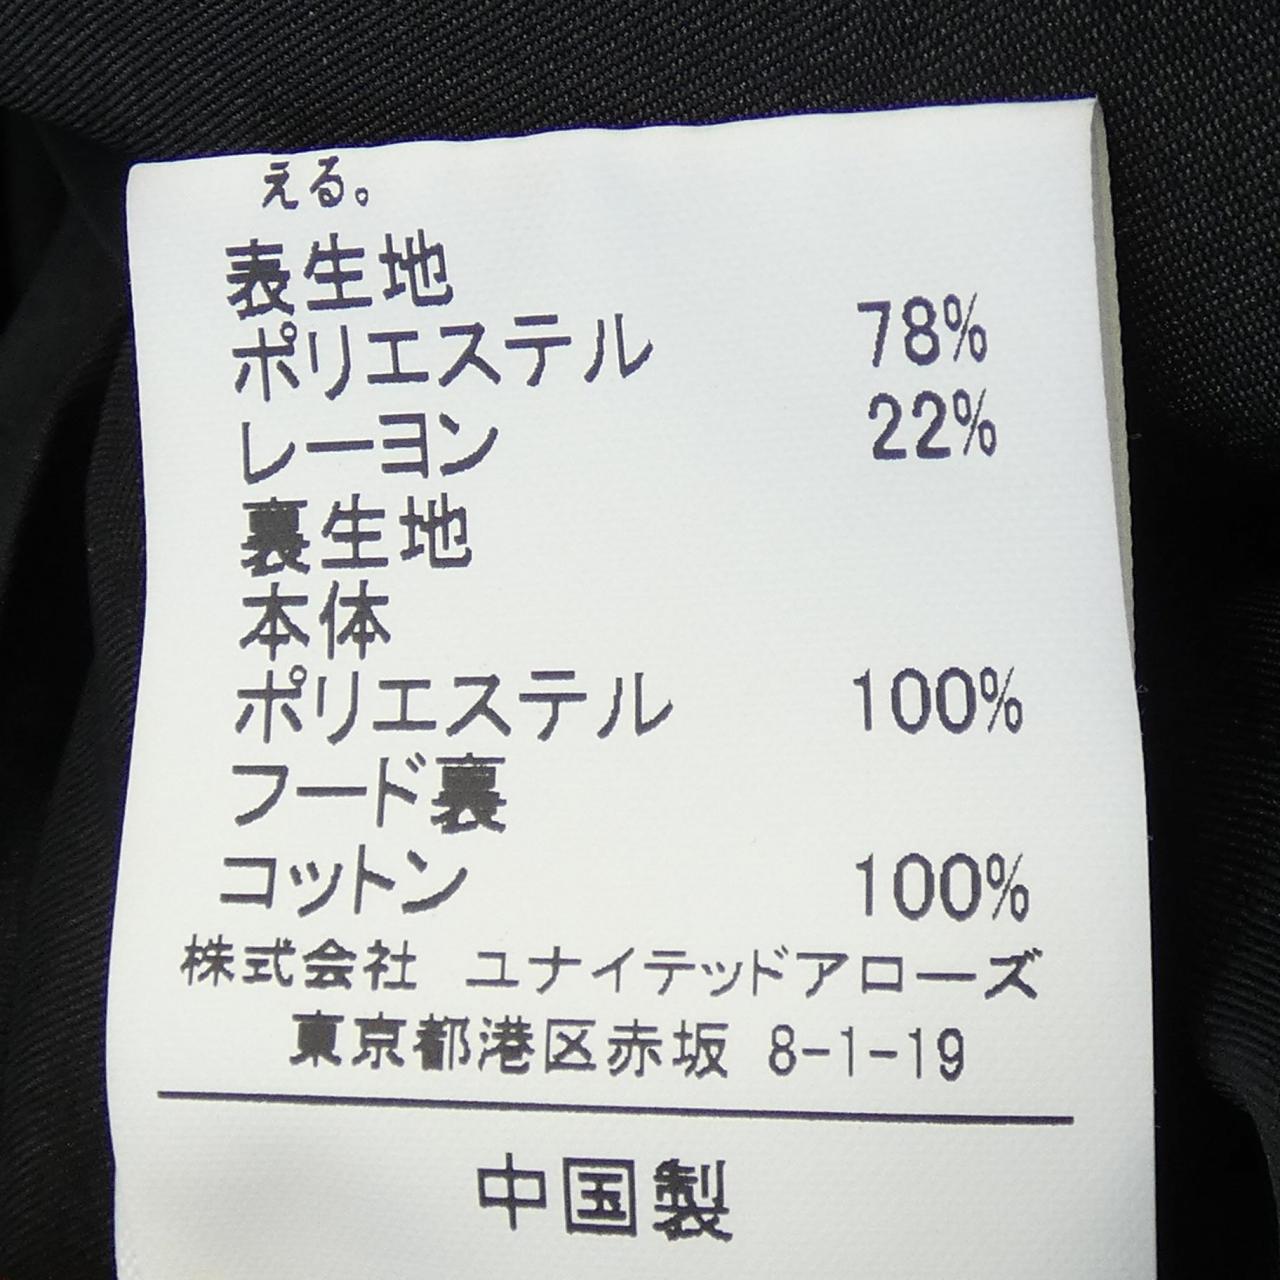 える。
表生地
ポリエステル 78%
レーヨン 22%
裏生地
本体
ポリエステル 100%
フード裏
コットン 100%
株式会社 ユナイテッドアローズ
東京都港区赤坂 8-1-19
中国製